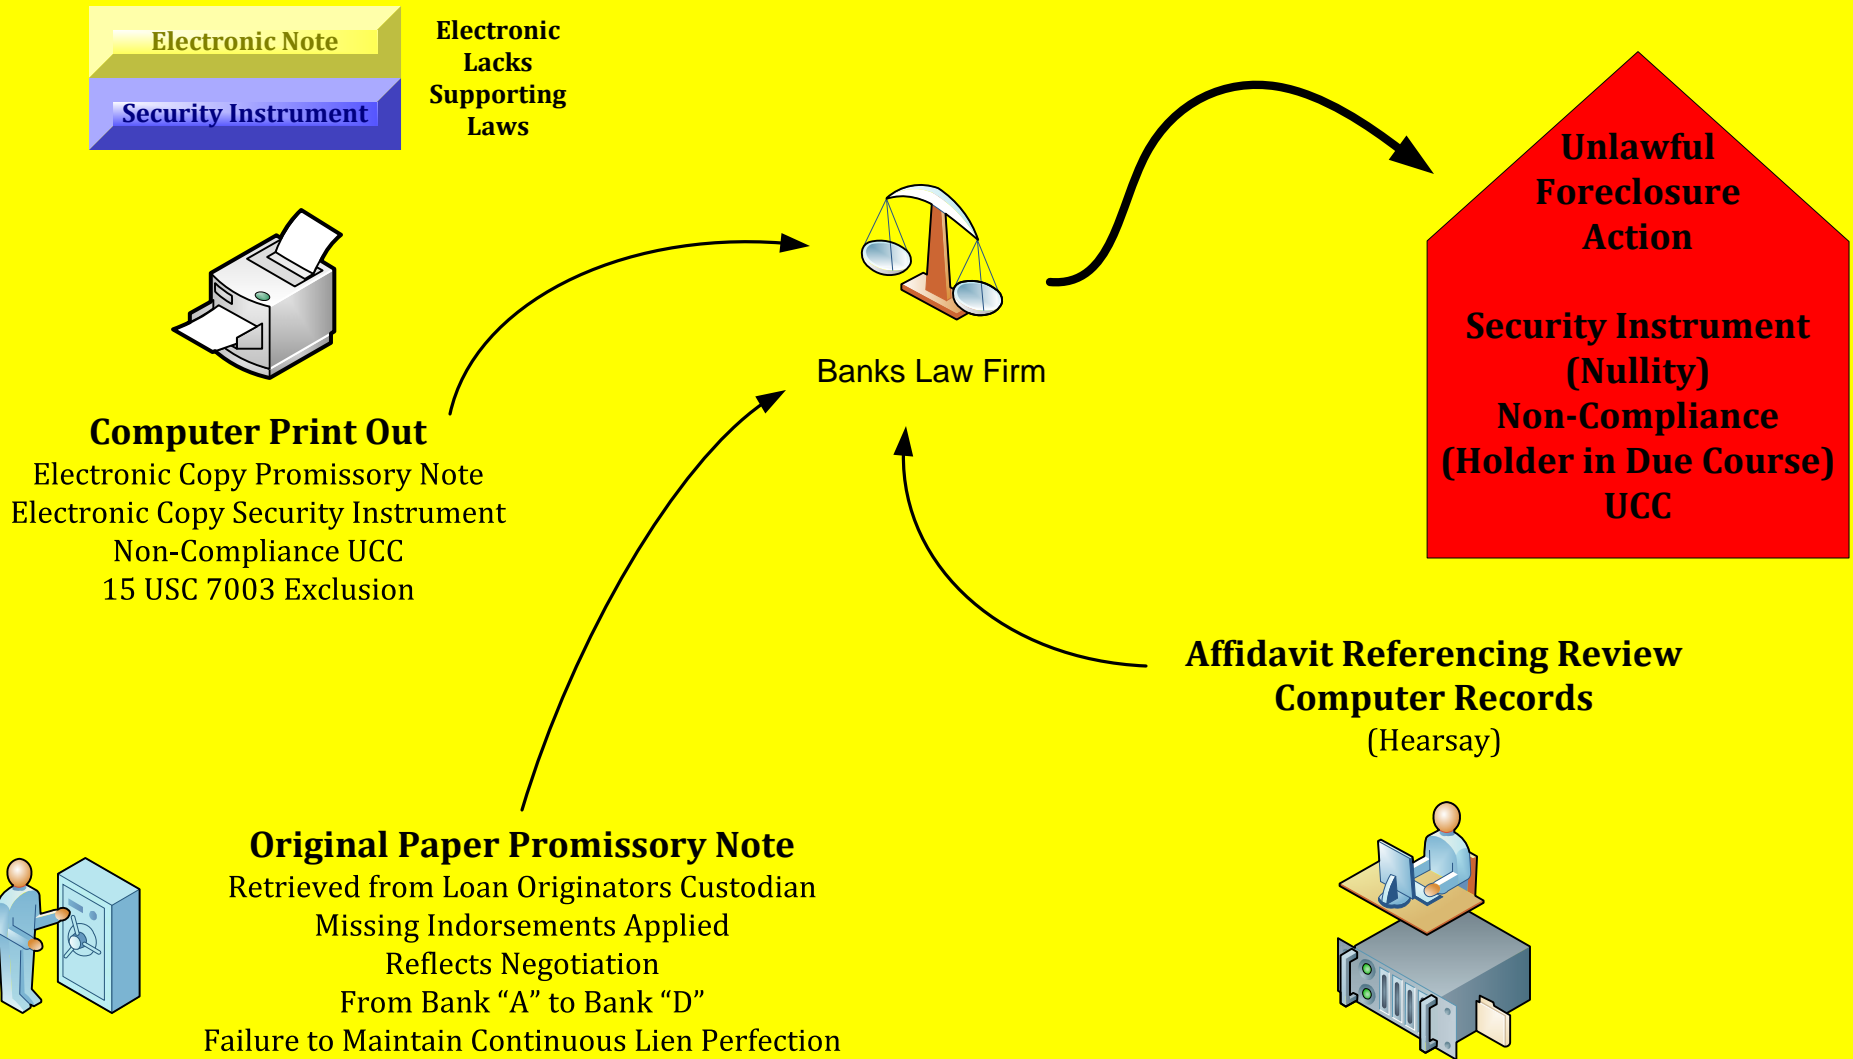 Electronic Note
Security Instrument
Electronic
Lacks
Supporting
Laws
Unlawful
Foreclosure
Action
Security Instrument
(Nullity)
Non-Compliance
(Holder in Due Course)
UCC
Banks Law Firm
Computer Print Out
Electronic Copy Promissory Note
Electronic Copy Security Instrument
Non-Compliance UCC
15 USC 7003 Exclusion
Affidavit Referencing Review
Computer Records
(Hearsay)
Original Paper Promissory Note
Retrieved from Loan Originators Custodian
Missing Indorsements Applied
Reflects Negotiation
From Bank “A” to Bank “D”
Failure to Maintain Continuous Lien Perfection